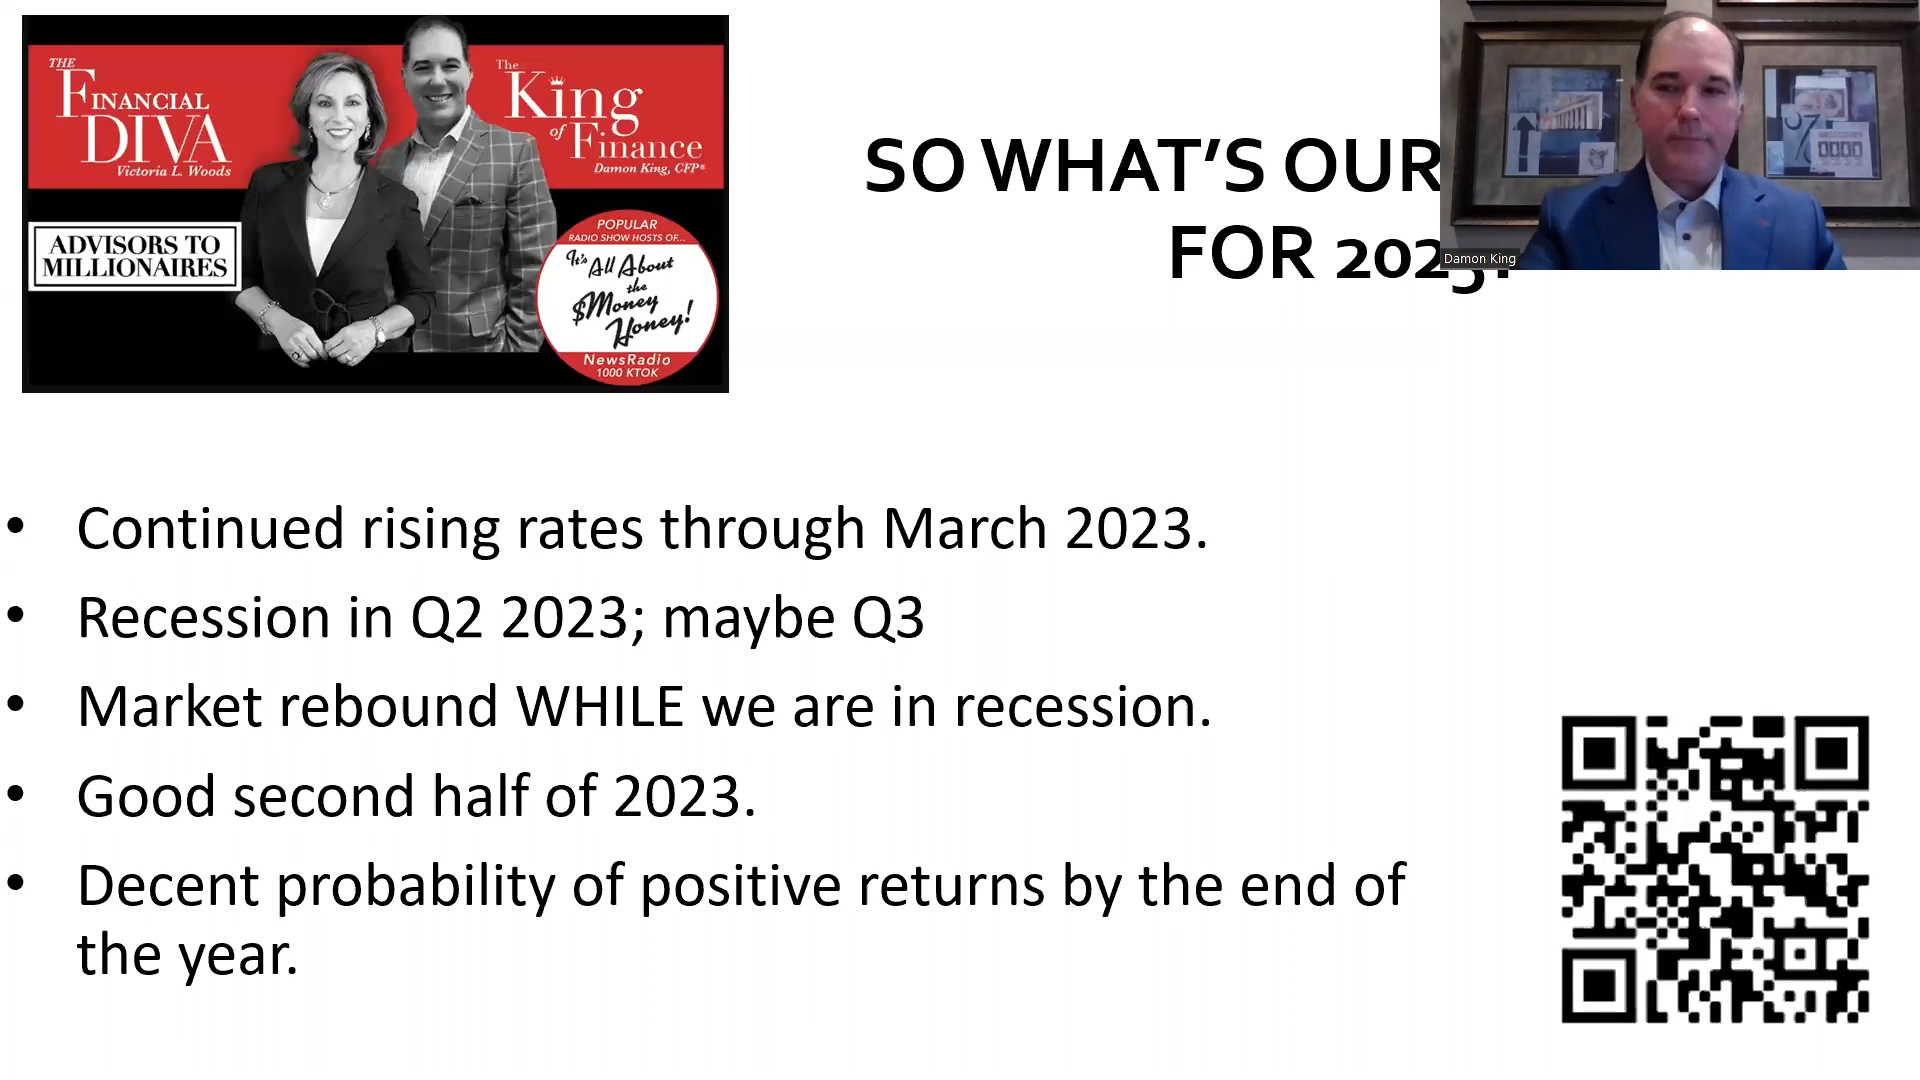 THE
FINANCIAL
DIVA
Victoria L. Woods
The
King
of
Finance
Damon King, CFP®
ADVISORS TO
MILLIONAIRES
POPULAR
RADIO SHOW HOSTS OF...
It's
All About
the
$Money
Honey!
NewsRadio
1000 KTOK
SO WHAT'S OUR
FOR 2023?
Damon King
• Continued rising rates through March 2023.
• Recession in Q2 2023; maybe Q3
• Market rebound WHILE we are in recession.
• Good second half of 2023.
• Decent probability of positive returns by the end of
the year.